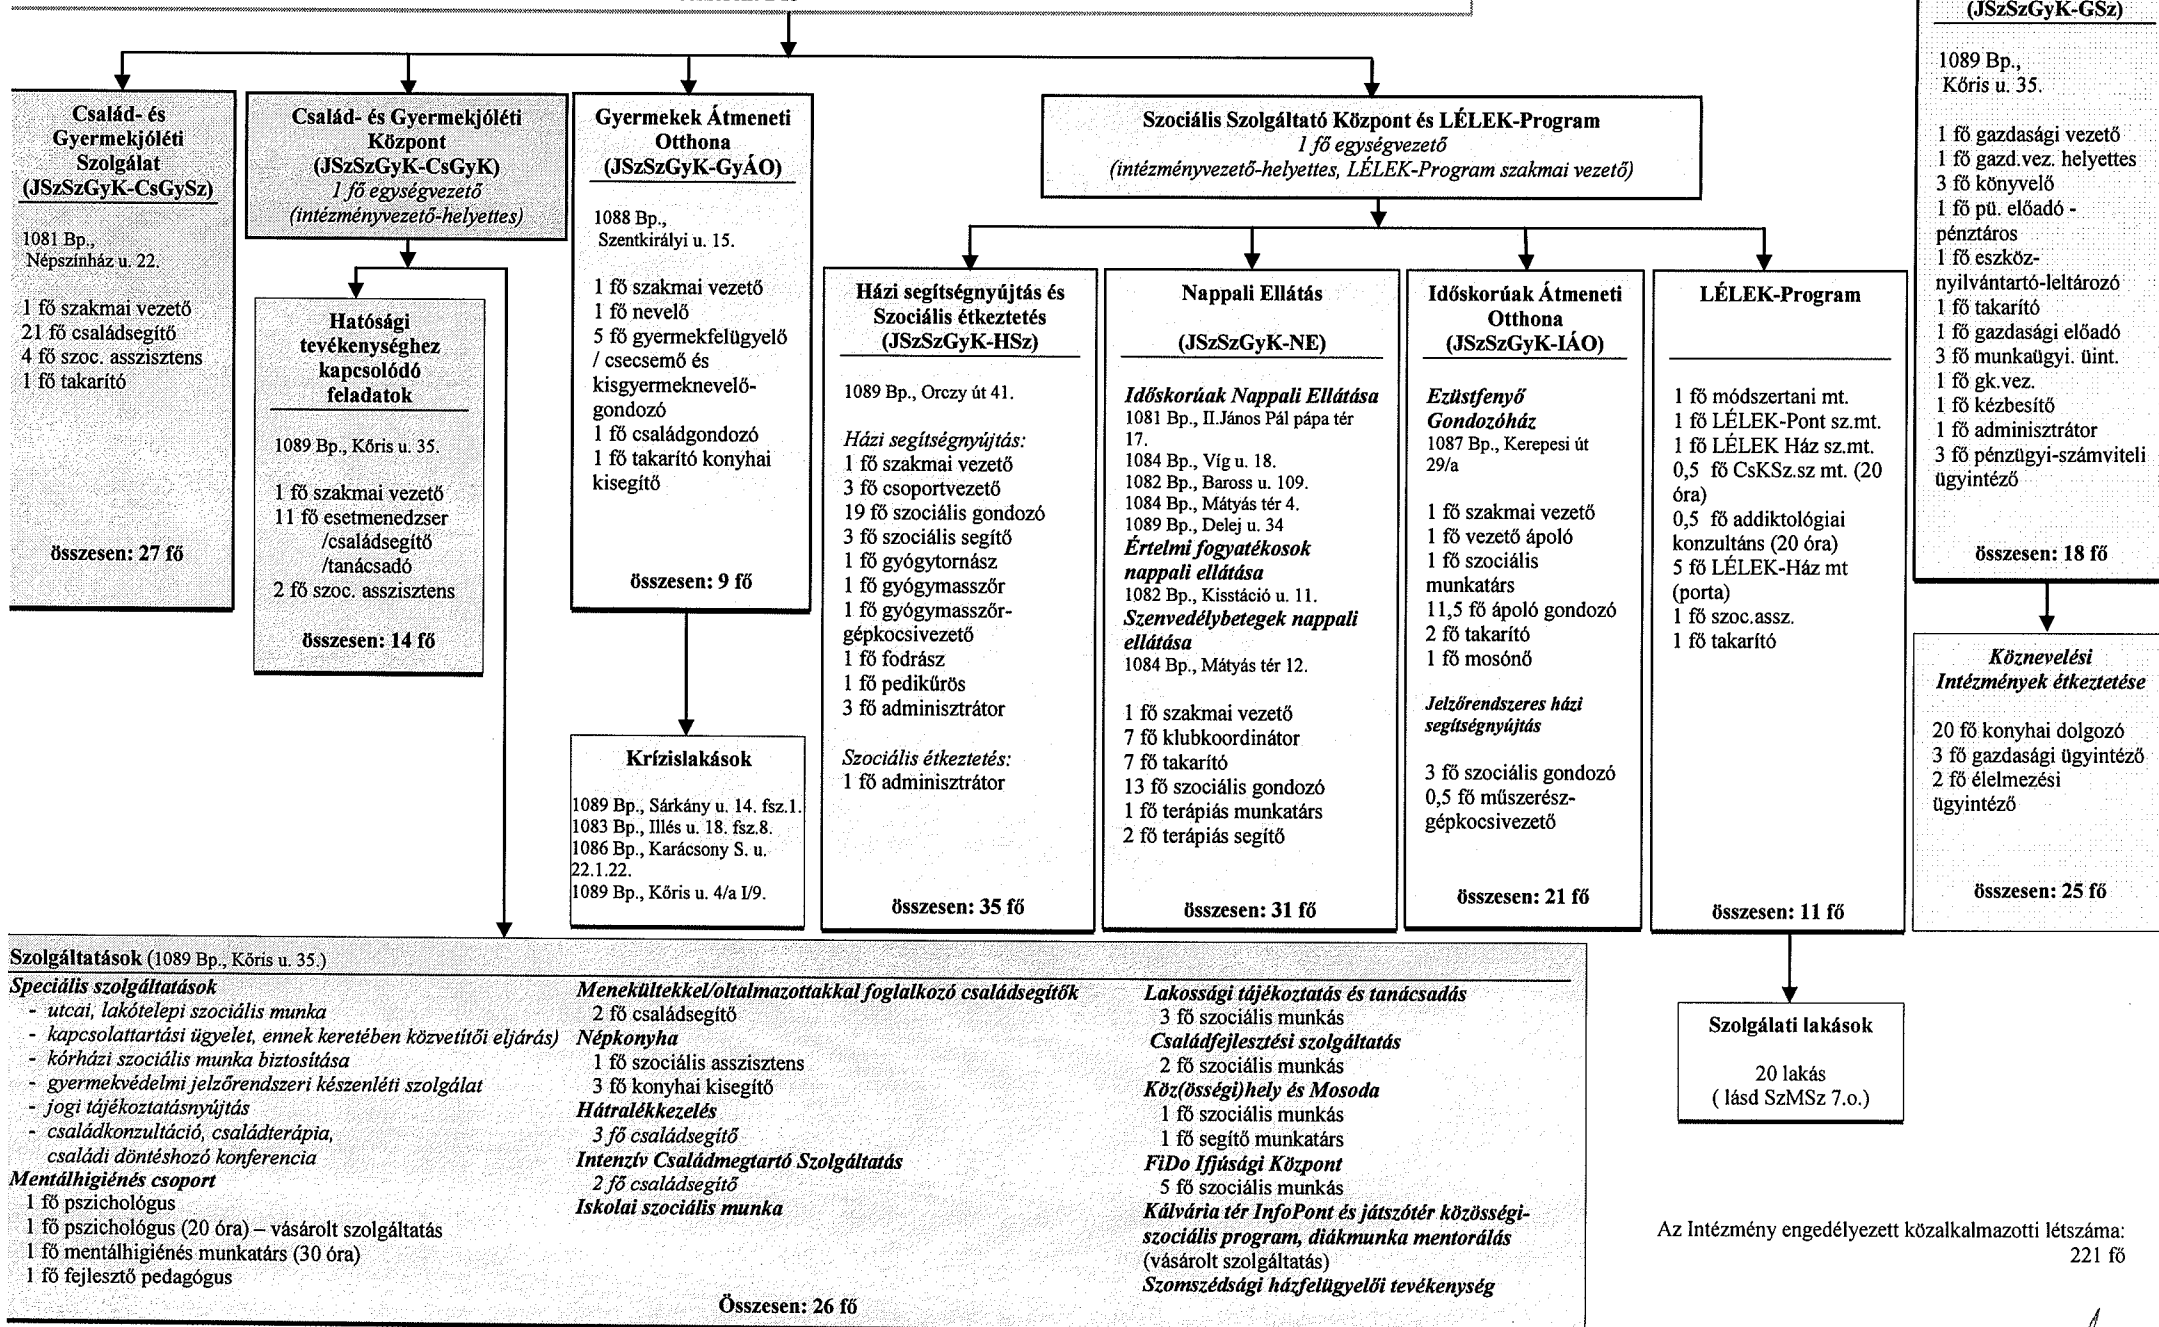 (JSzSzGyK-GSz)
1089 Bp.,
Kőris u. 35.
1 fő gazdasági vezető
1 fő gazd.vez. helyettes
3 fő könyvelő
1 fő pü. előadó -
pénztáros
1 fő eszköz-
nyilvántartó-leltározó
1 fő takarító
1 fő gazdasági előadó
3 fő munkaügyi. üint.
1 fő gk.vez.
1 fő kézbesítő
1 fő adminisztrátor
3 fő pénzügyi-számviteli
ügyintéző
összesen: 18 fő
Család- és
Gyermekjóléti
Szolgálat
(JSzSzGyK-CsGySz)
1081 Bp.,
Népszínház u. 22.
1 fő szakmai vezető
21 fő családsegítő
4 fő szoc. asszisztens
1 fő takarító
összesen: 27 fő
Család- és Gyermekjóléti
Központ
(JSzSzGyK-CsGyK)
1 fő egységvezető
(intézményvezető-helyettes)
Hatósági
tevékenységhez
kapcsolódó
feladatok
1089 Bp., Kőris u. 35.
1 fő szakmai vezető
11 fő esetmenedzser
/családsegítő
/tanácsadó
2 fő szoc. asszisztens
összesen: 14 fő
Gyermekek Átmeneti
Otthona
(JSzSzGyK-GyÁO)
1088 Bp.,
Szentkirályi u. 15.
1 fő szakmai vezető
1 fő nevelő
5 fő gyermekfelügyelő
/ csecsemő és
kisgyermeknevelő-
gondozó
1 fő családgondozó
1 fő takarító konyhai
kisegítő
összesen: 9 fő
Krízislakások
1089 Bp., Sárkány u. 14. fsz.1.
1083 Bp., Illés u. 18. fsz.8.
1086 Bp., Karácsony S. u.
22.1.22.
1089 Bp., Kőris u. 4/a I/9.
Szociális Szolgáltató Központ és LÉLEK-Program
1 fő egységvezető
(intézményvezető-helyettes, LÉLEK-Program szakmai vezető)
Házi segítségnyújtás és
Szociális étkeztetés
(JSzSzGyK-HSz)
1089 Bp., Orczy út 41.
Házi segítségnyújtás:
1 fő szakmai vezető
3 fő csoportvezető
19 fő szociális gondozó
3 fő szociális segítő
1 fő gyógytornász
1 fő gyógymasszőr
1 fő gyógymasszőr-
gépkocsivezető
1 fő fodrász
1 fő pedikűrös
3 fő adminisztrátor
Szociális étkeztetés:
1 fő adminisztrátor
összesen: 35 fő
Nappali Ellátás
(JSzSzGyK-NE)
Időskorúak Nappali Ellátása
1081 Bp., II.János Pál pápa tér
17.
1084 Bp., Víg u. 18.
1082 Bp., Baross u. 109.
1084 Bp., Mátyás tér 4.
1089 Bp., Delej u. 34
Értelmi fogyatékosok
nappali ellátása
1082 Bp., Kisstáció u. 11.
Szenvedélybetegek nappali
ellátása
1084 Bp., Mátyás tér 12.
1 fő szakmai vezető
7 fő klubkoordinátor
7 fő takarító
13 fő szociális gondozó
1 fő terápiás munkatárs
2 fő terápiás segítő
összesen: 31 fő
Időskorúak Átmeneti
Otthona
(JSzSzGyK-IÁO)
Ezüstfenyő
Gondozóház
1087 Bp., Kerepesi út
29/a
1 fő szakmai vezető
1 fő vezető ápoló
1 fő szociális
munkatárs
11,5 fő ápoló gondozó
2 fő takarító
1 fő mosónő
Jelzőrendszeres házi
segítségnyújtás
3 fő szociális gondozó
0,5 fő műszerész-
gépkocsivezető
összesen: 21 fő
LÉLEK-Program
1 fő módszertani mt.
1 fő LÉLEK-Pont sz.mt.
1 fő LÉLEK Ház sz.mt.
0,5 fő CsKSz.sz mt. (20
óra)
0,5 fő addiktológiai
konzultáns (20 óra)
5 fő LÉLEK-Ház mt
(porta)
1 fő szoc.assz.
1 fő takarító
összesen: 11 fő
Szolgálati lakások
20 lakás
( lásd SzMSz 7.o.)
Köznevelési
Intézmények étkeztetése
20 fő konyhai dolgozó
3 fő gazdasági ügyintéző
2 fő élelmezési
ügyintéző
összesen: 25 fő
Szolgáltatások (1089 Bp., Kőris u. 35.)
Speciális szolgáltatások
- utcai, lakótelepi szociális munka
- kapcsolattartási ügyelet, ennek keretében közvetítői eljárás)
- kórházi szociális munka biztosítása
- gyermekvédelmi jelzőrendszeri készenléti szolgálat
- jogi tájékoztatásnyújtás
- családkonzultáció, családterápia,
családi döntéshozó konferencia
Mentálhigiénés csoport
1 fő pszichológus
1 fő pszichológus (20 óra) – vásárolt szolgáltatás
1 fő mentálhigiénés munkatárs (30 óra)
1 fő fejlesztő pedagógus
Menekültekkel/oltalmazottakkal foglalkozó családsegítők
2 fő családsegítő
Népkonyha
1 fő szociális asszisztens
3 fő konyhai kisegítő
Hátralékkezelés
3 fő családsegítő
Intenzív Családmegtartó Szolgáltatás
2 fő családsegítő
Iskolai szociális munka
Lakossági tájékoztatás és tanácsadás
3 fő szociális munkás
Családfejlesztési szolgáltatás
2 fő szociális munkás
Köz(össégi)hely és Mosoda
1 fő szociális munkás
1 fő segítő munkatárs
FiDo Ifjúsági Központ
5 fő szociális munkás
Kálvária tér InfoPont és játszótér közösségi-
szociális program, diákmunka mentorálás
(vásárolt szolgáltatás)
Szomszédsági házfelügyelői tevékenység
Összesen: 26 fő
Az Intézmény engedélyezett közalkalmazotti létszáma:
221 fő